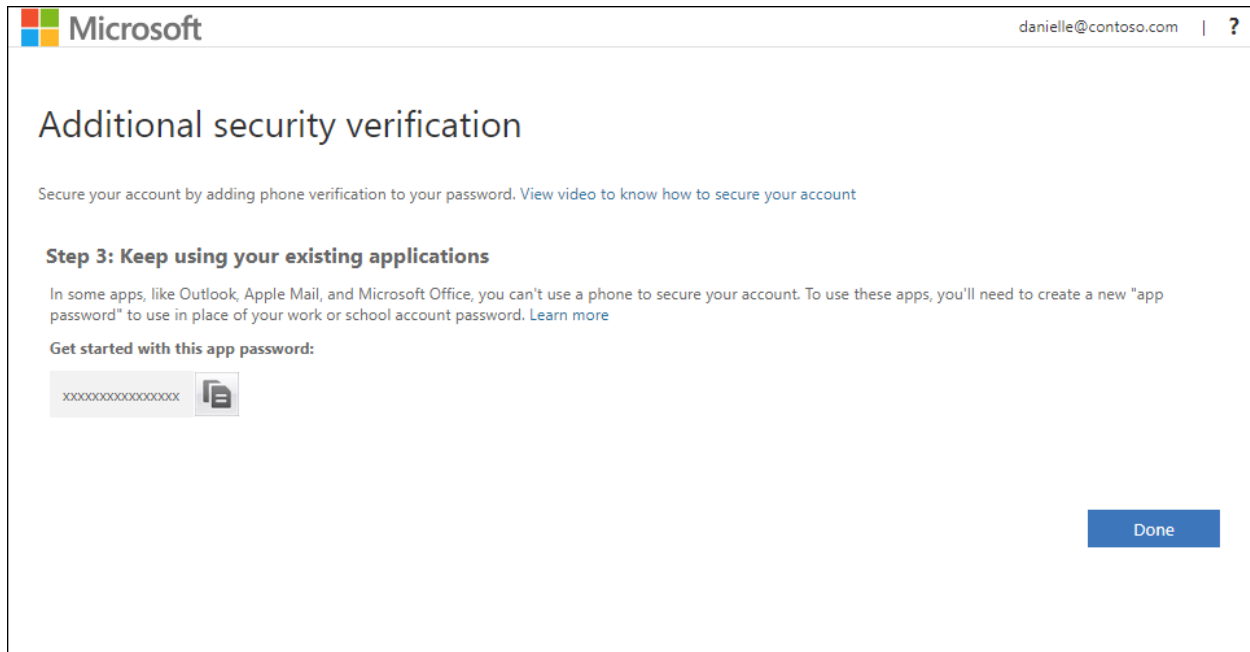 Microsoft
danielle@contoso.com | ?
Additional security verification
Secure your account by adding phone verification to your password. View video to know how to secure your account
Step 3: Keep using your existing applications
In some apps, like Outlook, Apple Mail, and Microsoft Office, you can't use a phone to secure your account. To use these apps, you'll need to create a new "app
password" to use in place of your work or school account password. Learn more
Get started with this app password:
xxxxxxxxxxxxxxxx
Done